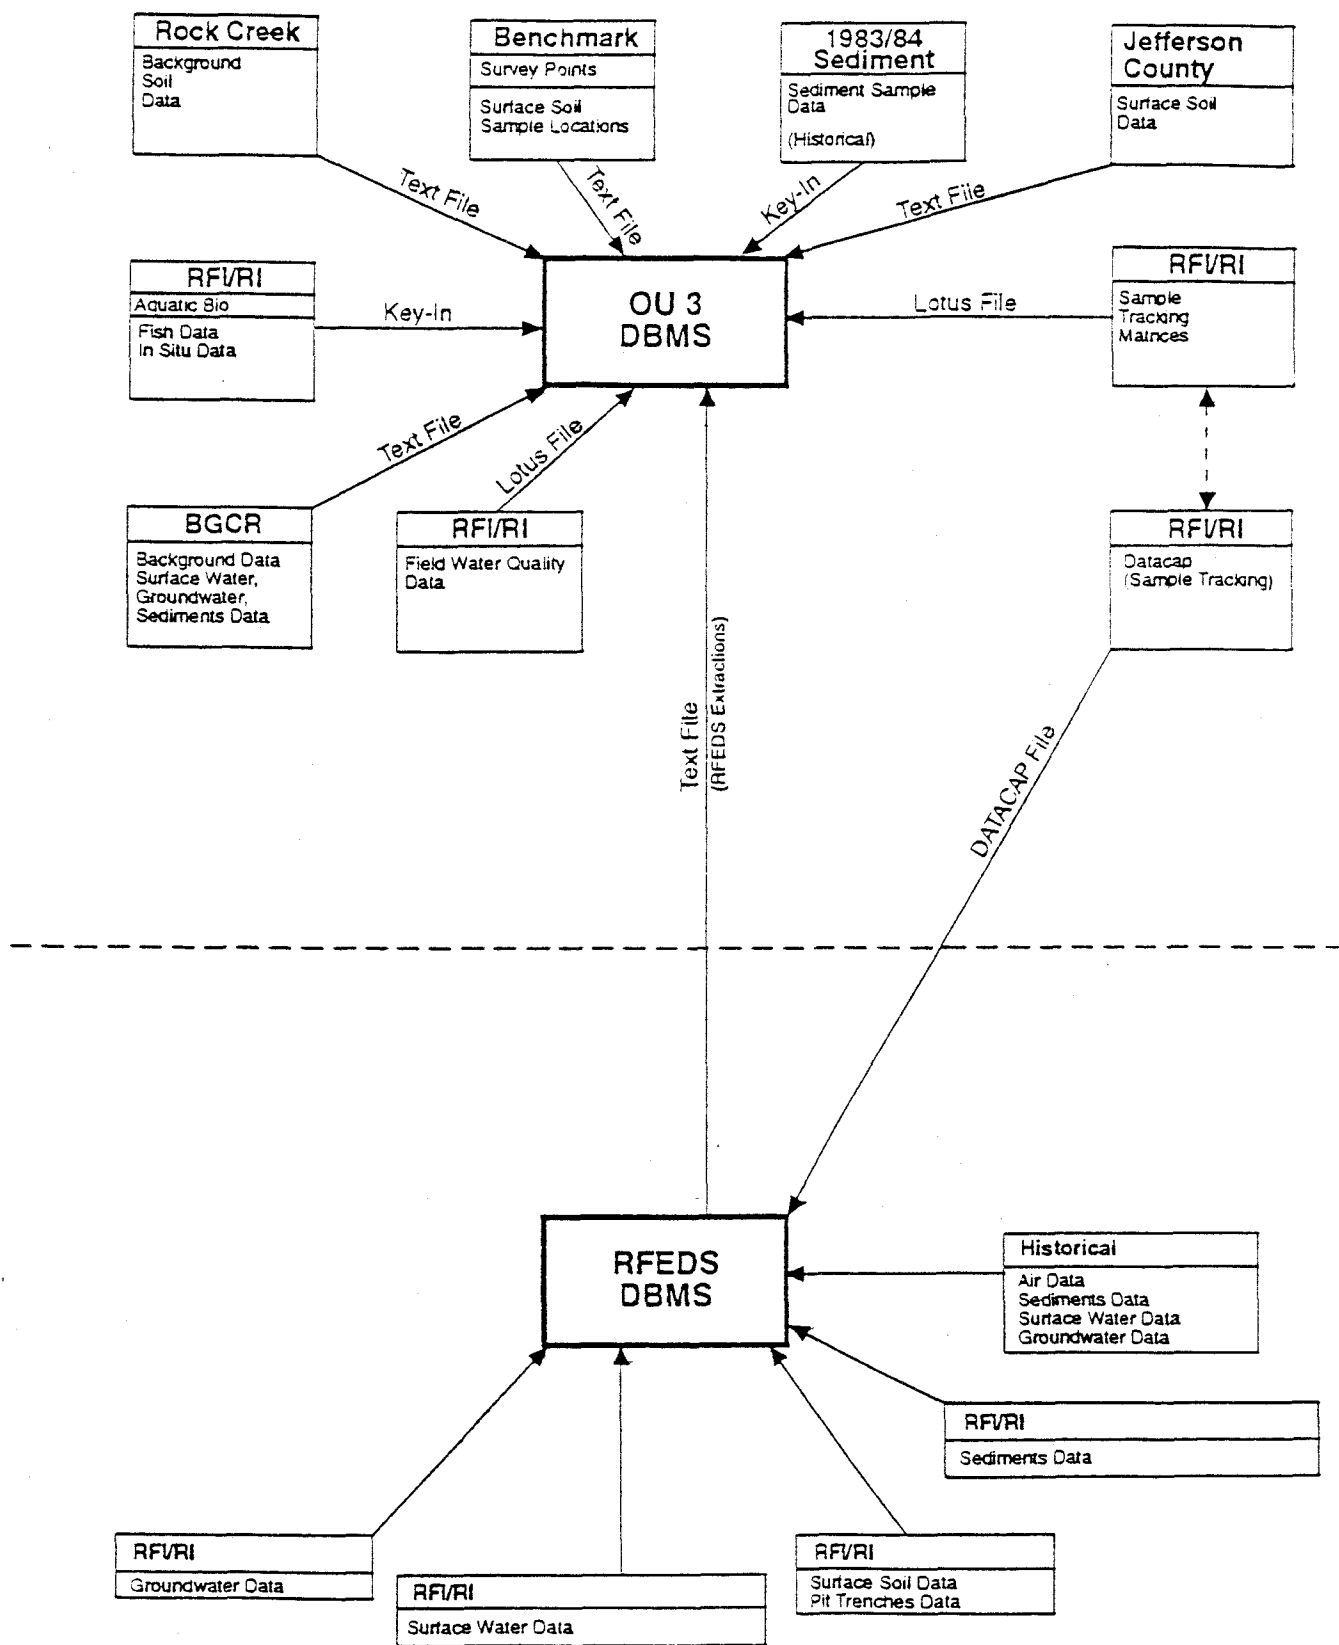 Rock Creek
Background
Soil
Data
Benchmark
Survey Points
Surface Soil
Sample Locations
1983/84
Sediment
Sediment Sample
Data
(Historical)
Jefferson
County
Surface Soil
Data
Text File
Text File
Key-In
Text File
RFI/RI
Aquatic Bio
Fish Data
In Situ Data
Key-In
OU 3
DBMS
Lotus File
RFI/RI
Sample
Tracking
Matrices
Text File
Lotus File
BGCR
Background Data
Surface Water,
Groundwater,
Sediments Data
RFI/RI
Field Water Quality
Data
RFI/RI
Datacap
(Sample Tracking)
Text File
(RFEDS Extractions)
DATACAP File
RFEDS
DBMS
Historical
Air Data
Sediments Data
Surface Water Data
Groundwater Data
RFI/RI
Sediments Data
RFI/RI
Groundwater Data
RFI/RI
Surface Water Data
RFI/RI
Surface Soil Data
Pit Trenches Data